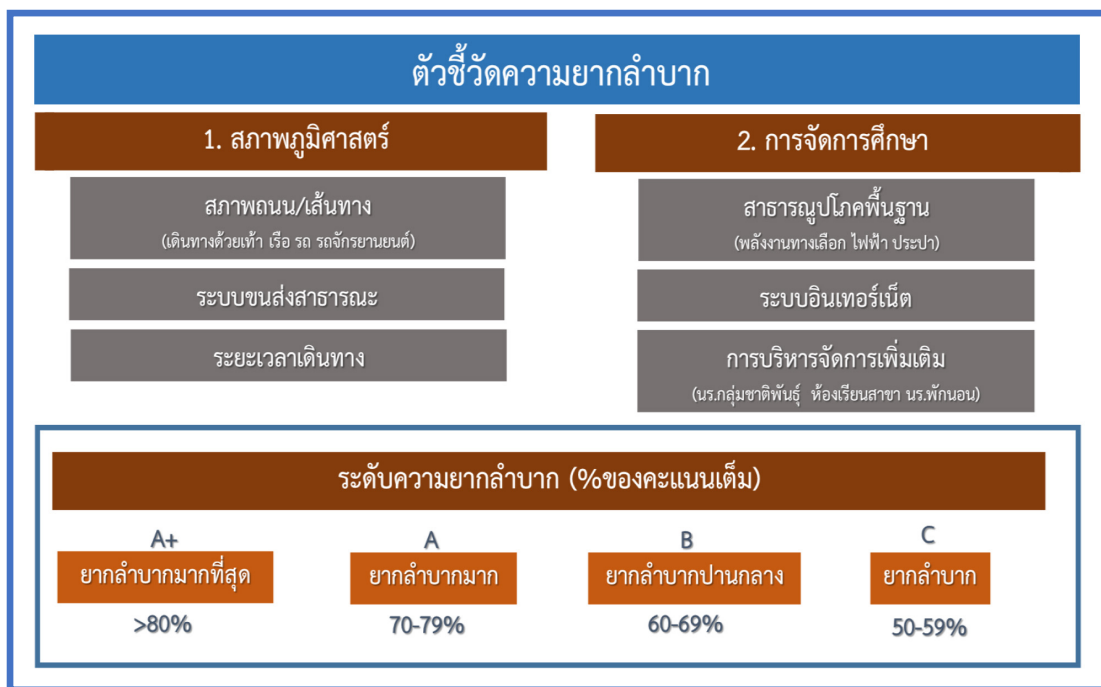 ตัวชี้วัดความยากลำบาก
1. สภาพภูมิศาสตร์
สภาพถนน/เส้นทาง
(เดินทางด้วยเท้า เรือ รถ รถจักรยานยนต์)
ระบบขนส่งสาธารณะ
ระยะเวลาเดินทาง
2. การจัดการศึกษา
สาธารณูปโภคพื้นฐาน
(พลังงานทางเลือก ไฟฟ้า ประปา)
ระบบอินเทอร์เน็ต
การบริหารจัดการเพิ่มเติม
(นร.กลุ่มชาติพันธุ์ ห้องเรียนสาขา นร.พักนอน)
ระดับความยากลำบาก (%ของคะแนนเต็ม)
A+
ยากลำบากมากที่สุด
>80%
A
ยากลำบากมาก
70-79%
B
ยากลำบากปานกลาง
60-69%
C
ยากลำบาก
50-59%